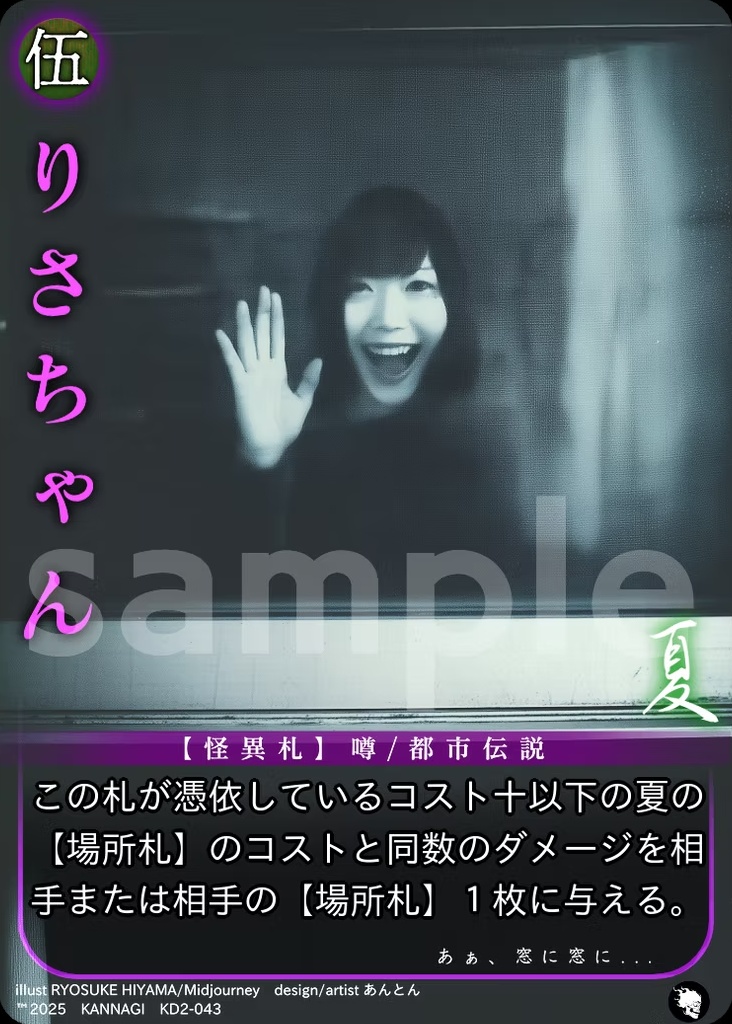 伍
りさちゃん
sample
夏
【怪異札】噂/都市伝説
この札が憑依しているコスト十以下の夏の
【場所札】のコストと同数のダメージを相
手または相手の【場所札】１枚に与える。
あぁ、窓に窓に...
illust RYOSUKE HIYAMA/Midjourney　design/artist あんとん
™2025　KANNAGI　KD2-043